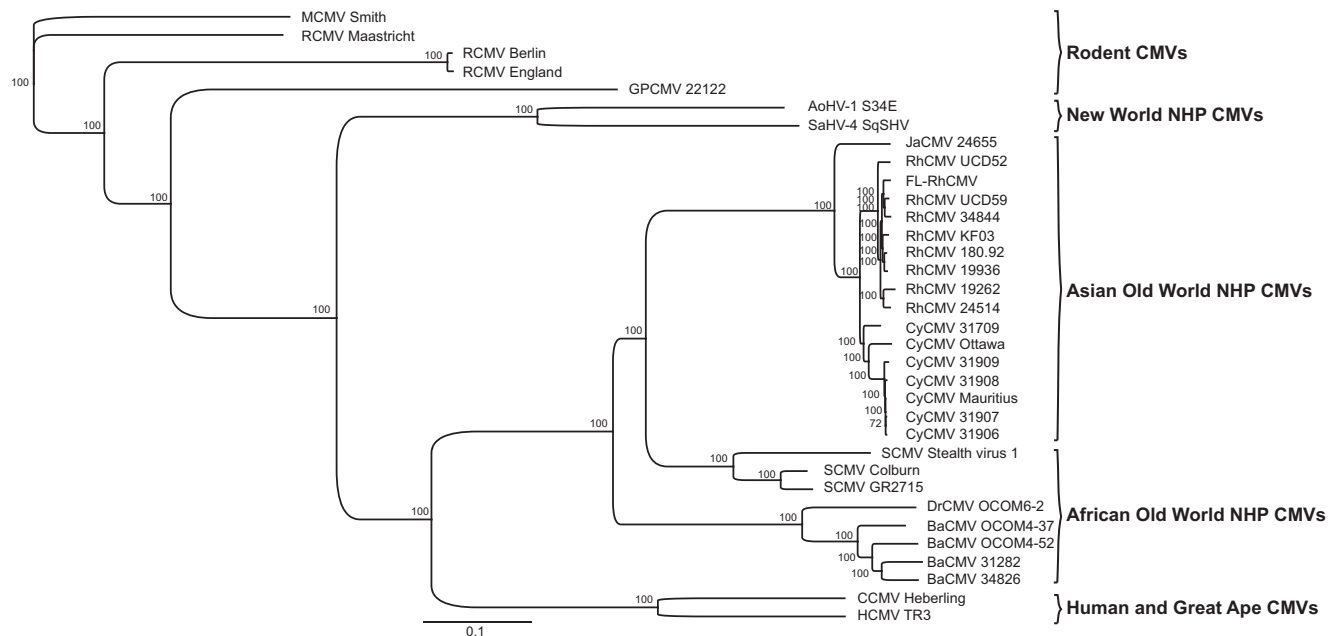 MCMV Smith
RCMV Maastricht
100
RCMV Berlin
RCMV England
100
GPCMV 22122
Rodent CMVs
100
100
AoHV-1 S34E
SaHV-4 SqSHV
New World NHP CMVs
100
100
JaCMV 24655
RhCMV UCD52
FL-RhCMV
100
100
RhCMV UCD59
100
100
RhCMV 34844
100
RhCMV KF03
100
RhCMV 180.92
100
RhCMV 19936
100
100
RhCMV 19262
100
RhCMV 24514
Asian Old World NHP CMVs
100
CyCMV 31709
100
CyCMV Ottawa
100
CyCMV 31909
100
CyCMV 31908
100
CyCMV Mauritius
100
CyCMV 31907
72
CyCMV 31906
100
100
SCMV Stealth virus 1
100
SCMV Colburn
100
SCMV GR2715
African Old World NHP CMVs
100
DrCMV OCOM6-2
100
BaCMV OCOM4-37
100
BaCMV OCOM4-52
100
BaCMV 31282
100
BaCMV 34826
100
CCMV Heberling
100
HCMV TR3
Human and Great Ape CMVs
0.1